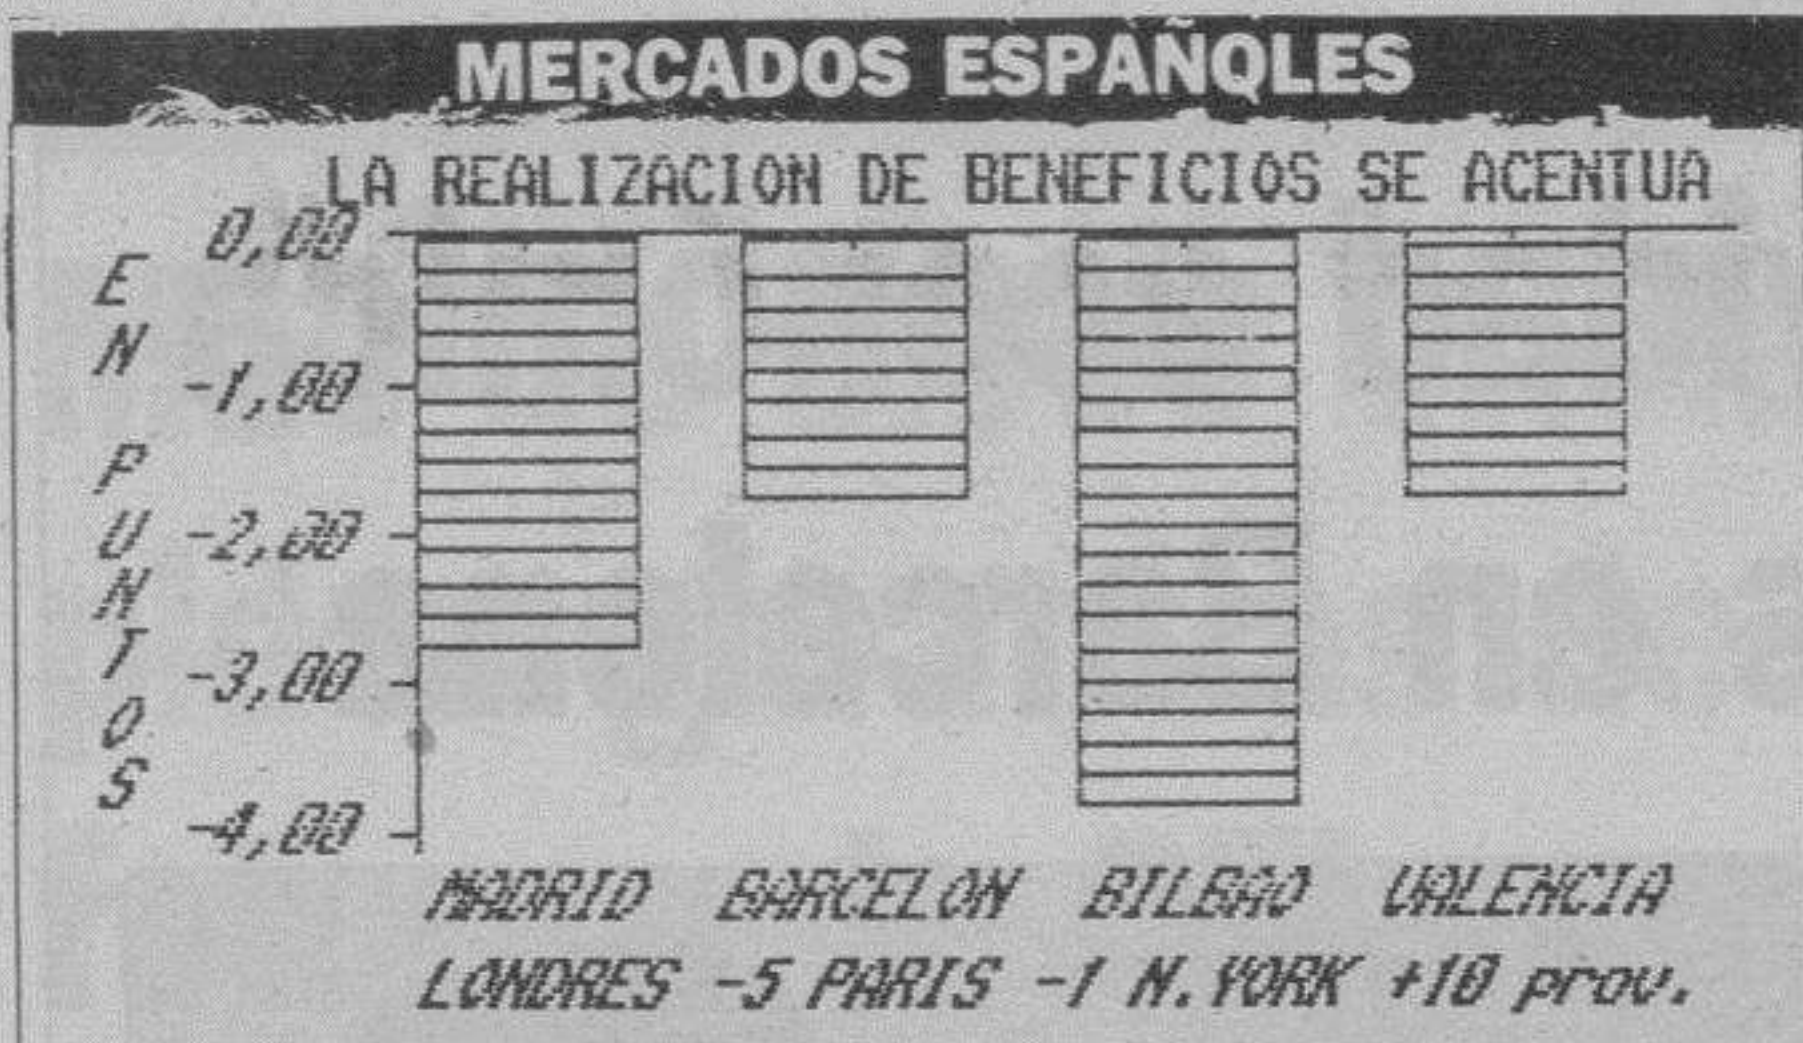 MERCADOS ESPAÑOLES
LA REALIZACION DE BENEFICIOS SE ACENTUA
EN PUNTOS
0,00
-1,00
-2,00
-3,00
-4,00
MADRID BARCELON BILBAO VALENCIA
LONDRES -5 PARIS -1 N.YORK +10 prov.